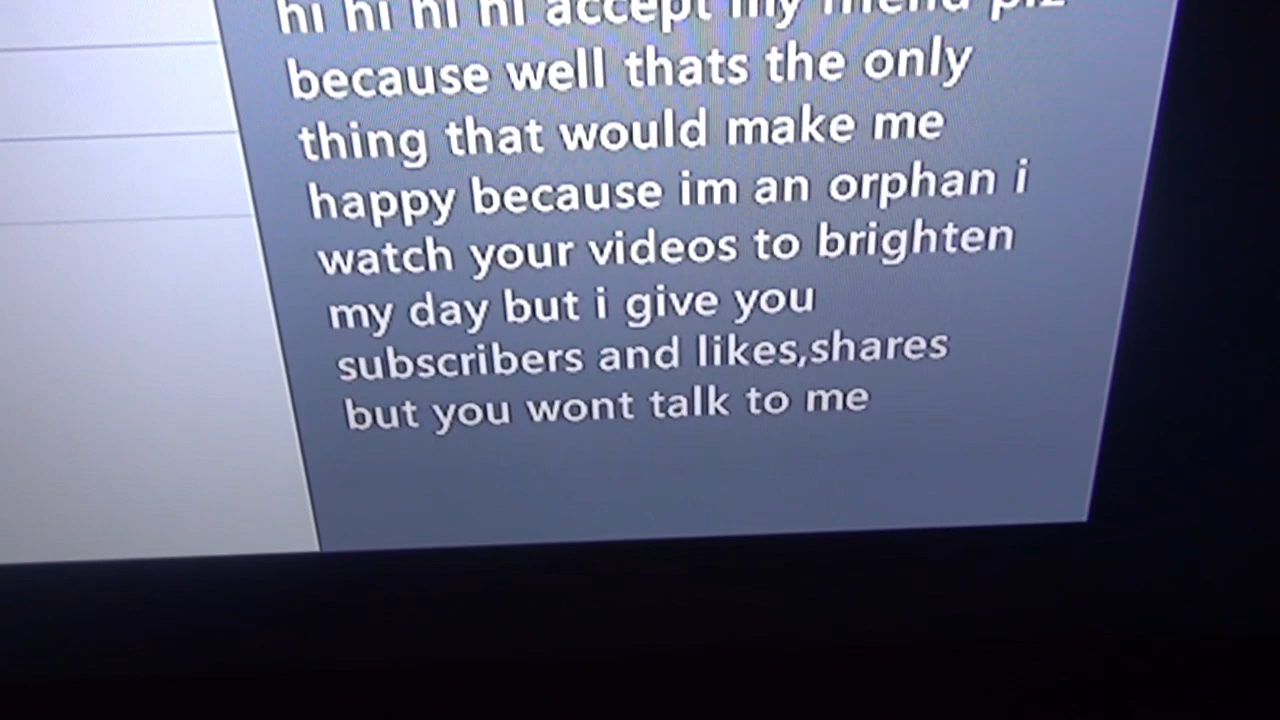 hi hi hi hi accept my friend plz
because well thats the only
thing that would make me
happy because im an orphan i
watch your videos to brighten
my day but i give you
subscribers and likes,shares
but you wont talk to me